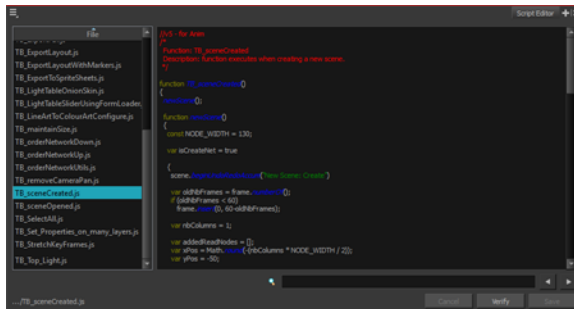 Script Editor
File
TB_ExportLayout.js
TB_ExportLayoutWithMarkers.js
TB_ExportToSpriteSheets.js
TB_LightTableOnionSkin.js
TB_LightTableSliderUsingFormLoader.
TB_LineArtToColourArtConfigure.js
TB_maintainSize.js
TB_orderNetworkDown.js
TB_orderNetworkUp.js
TB_orderNetworkUtils.js
TB_removeCameraPan.js
TB_sceneCreated.js
TB_sceneOpened.js
TB_SelectAll.js
TB_Set_Properties_on_many_layers.js
TB_StretchKeyFrames.js
TB_Top_Light.js
//v5 - for Anim
/*
Function: TB_sceneCreated
Description: function executes when creating a new scene.
*/
function ()
{
();
function ()
{
const NODE_WIDTH = 130;
var isCreateNet = true
{
scene. ("New Scene: Create")
var oldNbFrames = frame. ();
if (oldNbFrames < 60)
frame. (0, 60-oldNbFrames);
var nbColumns = 1;
var addedReadNodes = [];
var xPos = Math. (-(nbColumns * NODE_WIDTH / 2));
var yPos = -50;
.../TB_sceneCreated.js
Cancel
Verify
Save